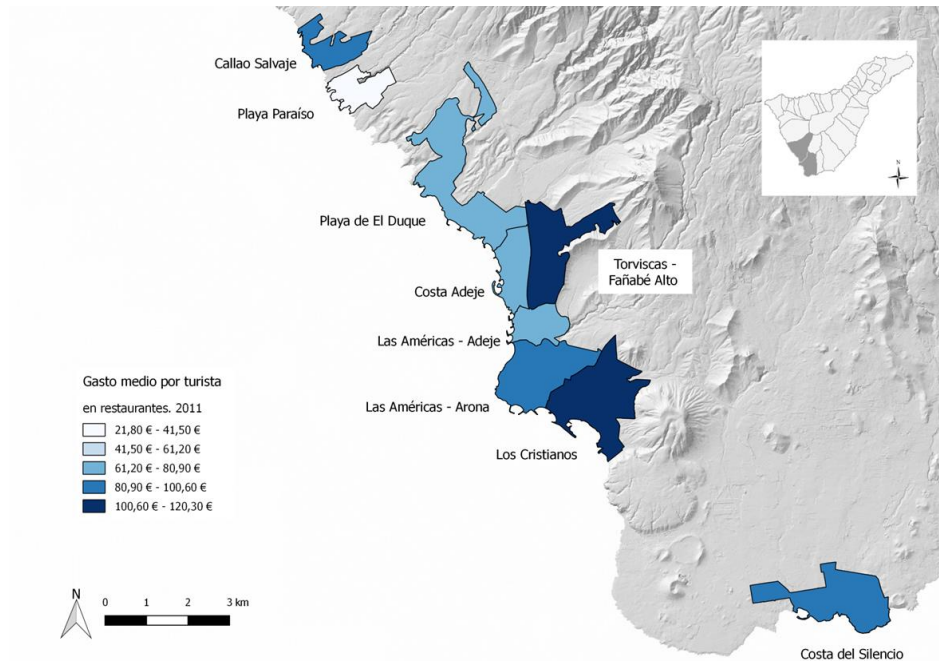 Callao Salvaje
Playa Paraíso
Playa de El Duque
Torviscas -
Fañabé Alto
Costa Adeje
Las Américas - Adeje
Las Américas - Arona
Los Cristianos
Costa del Silencio
Gasto medio por turista
en restaurantes. 2011
21,80 € - 41,50 €
41,50 € - 61,20 €
61,20 € - 80,90 €
80,90 € - 100,60 €
100,60 € - 120,30 €
N
0 1 2 3 km
N